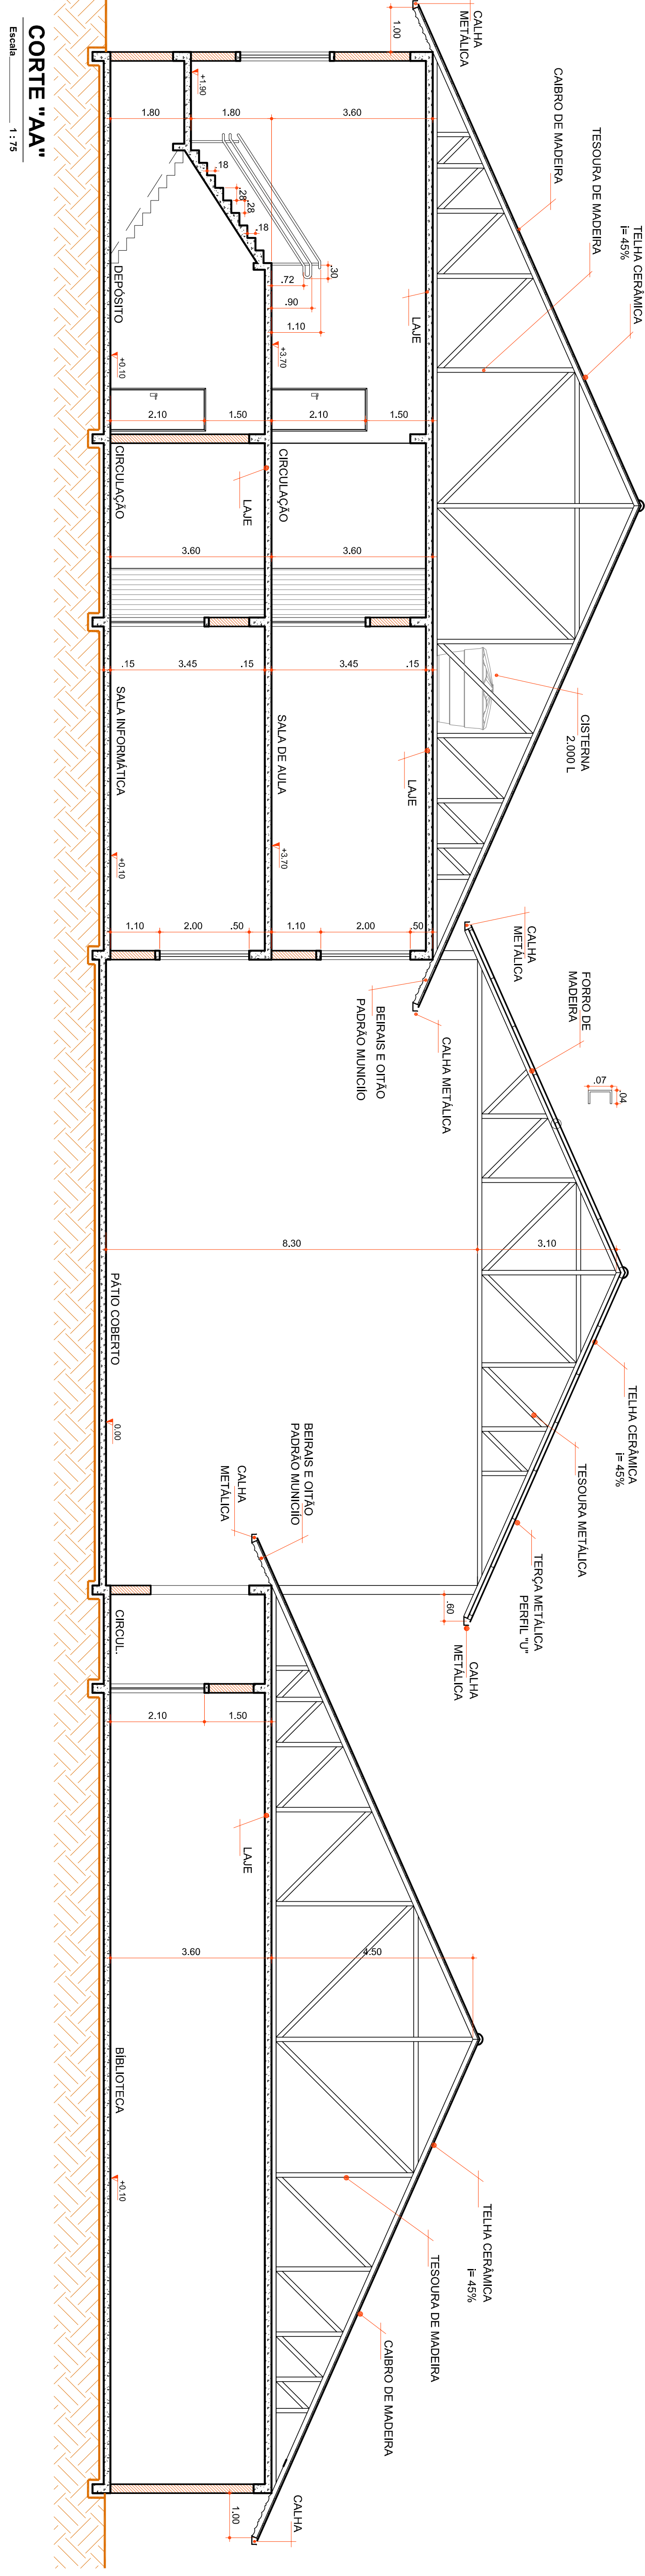 CALHA
METÁLICA
1.00
CAIBRO DE MADEIRA
TESOURA DE MADEIRA
TELHA CERÂMICA
i= 45%
+1.90
1.80
1.80
3.60
.18
.28
.28
.18
.30
.72
.90
1.10
LAJE
DEPÓSITO
+0.10
+3.70
2.10
1.50
2.10
1.50
CIRCULAÇÃO
CIRCULAÇÃO
LAJE
3.60
3.60
.15
3.45
.15
3.45
.15
SALA INFORMÁTICA
SALA DE AULA
LAJE
CISTERNA
2.000 L
+0.10
+3.70
1.10
2.00
.50
1.10
2.00
.50
CALHA
METÁLICA
BEIRAIS E OITÃO
PADRÃO MUNICIÍO
CALHA METÁLICA
FORRO DE
MADEIRA
.07
.04
8.30
3.10
PÁTIO COBERTO
0.00
TELHA CERÂMICA
i= 45%
TESOURA METÁLICA
TERÇA METÁLICA
PERFIL "U"
BEIRAIS E OITÃO
PADRÃO MUNICIÍO
CALHA
METÁLICA
.60
CALHA
METÁLICA
CIRCUL.
2.10
1.50
LAJE
3.60
4.50
BIBLIOTECA
+0.10
TELHA CERÂMICA
i= 45%
TESOURA DE MADEIRA
CAIBRO DE MADEIRA
1.00
CALHA
CORTE "AA"
Escala 1 : 75